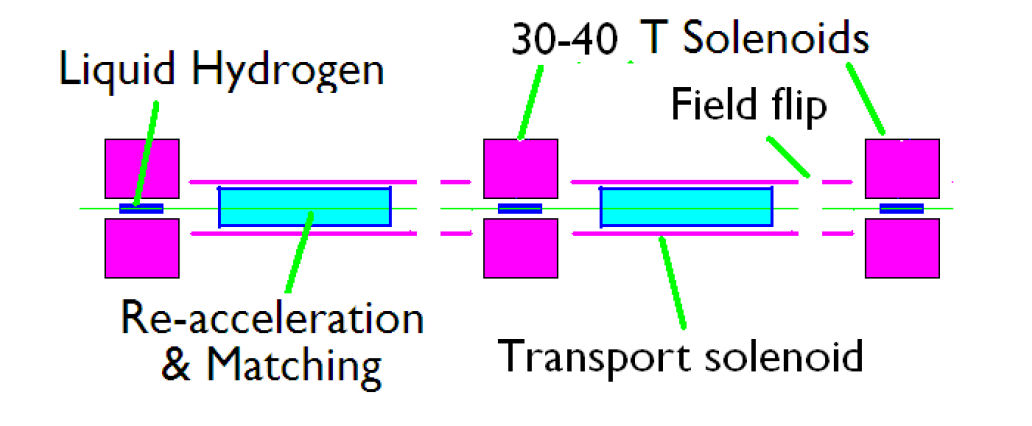 30-40 T Solenoids
Liquid Hydrogen
Field flip
Re-acceleration
& Matching
Transport solenoid